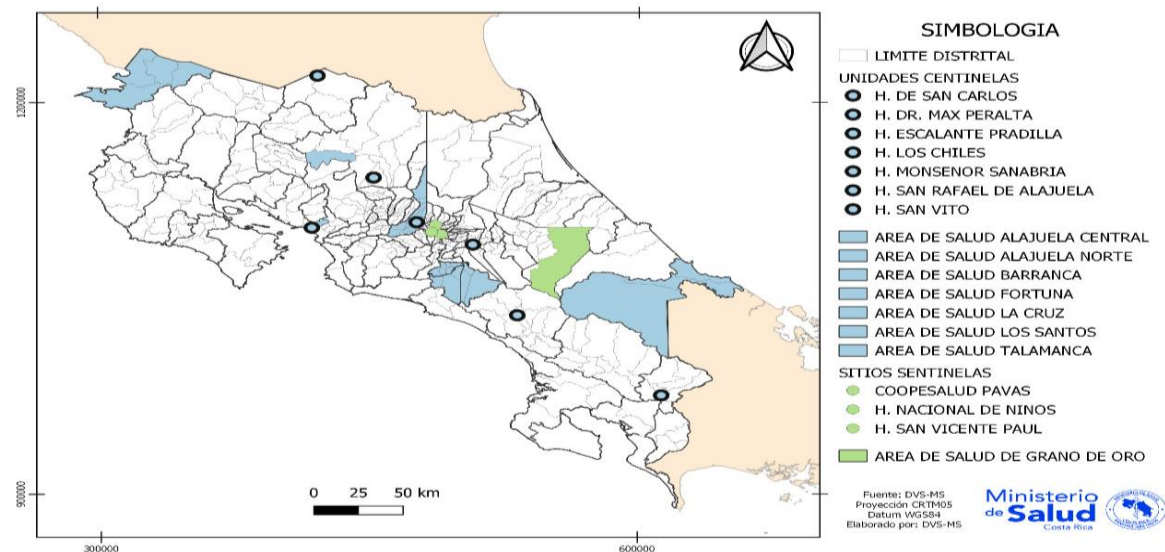 SIMBOLOGIA
LIMITE DISTRITAL
UNIDADES CENTINELAS
H. DE SAN CARLOS
H. DR. MAX PERALTA
H. ESCALANTE PRADILLA
H. LOS CHILES
H. MONSENOR SANABRIA
H. SAN RAFAEL DE ALAJUELA
H. SAN VITO
AREA DE SALUD ALAJUELA CENTRAL
AREA DE SALUD ALAJUELA NORTE
AREA DE SALUD BARRANCA
AREA DE SALUD FORTUNA
AREA DE SALUD LA CRUZ
AREA DE SALUD LOS SANTOS
AREA DE SALUD TALAMANCA
SITIOS SENTINELAS
COOPESALUD PAVAS
H. NACIONAL DE NINOS
H. SAN VICENTE PAUL
AREA DE SALUD DE GRANO DE ORO
Fuente: DVS-MS
Proyección CRTM05
Datum WGS84
Elaborado por: DVS-MS
Ministerio
de Salud
Costa Rica
1200000
900000
0 25 50 km
300000 600000